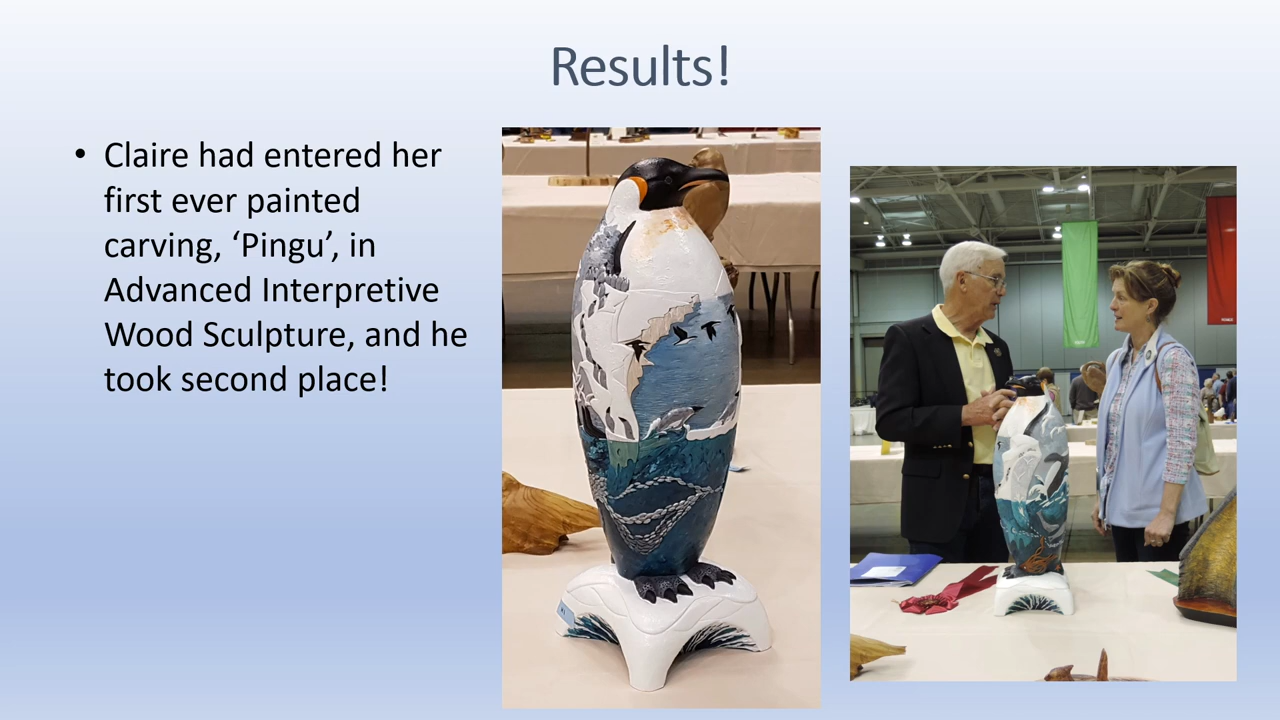 Results!
• Claire had entered her
first ever painted
carving, ‘Pingu’, in
Advanced Interpretive
Wood Sculpture, and he
took second place!